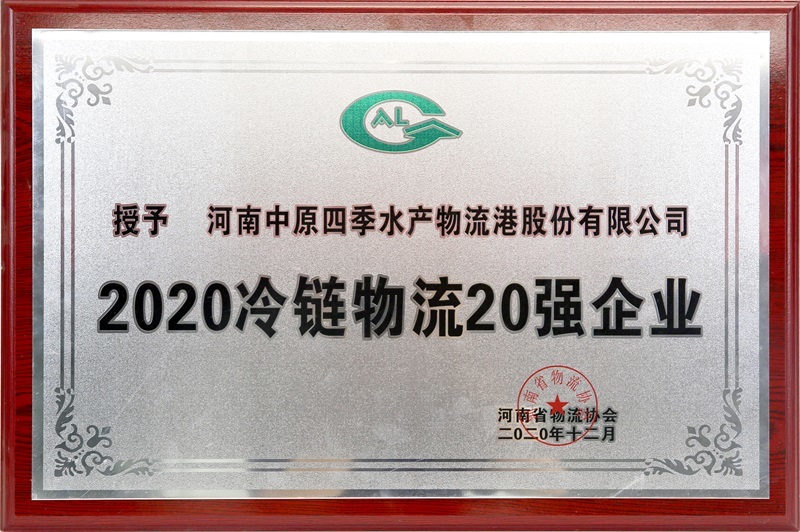 AL
授予 河南中原四季水产物流港股份有限公司
2020冷链物流20强企业
河南省物流协会
河南省物流协会
二〇二〇年十二月